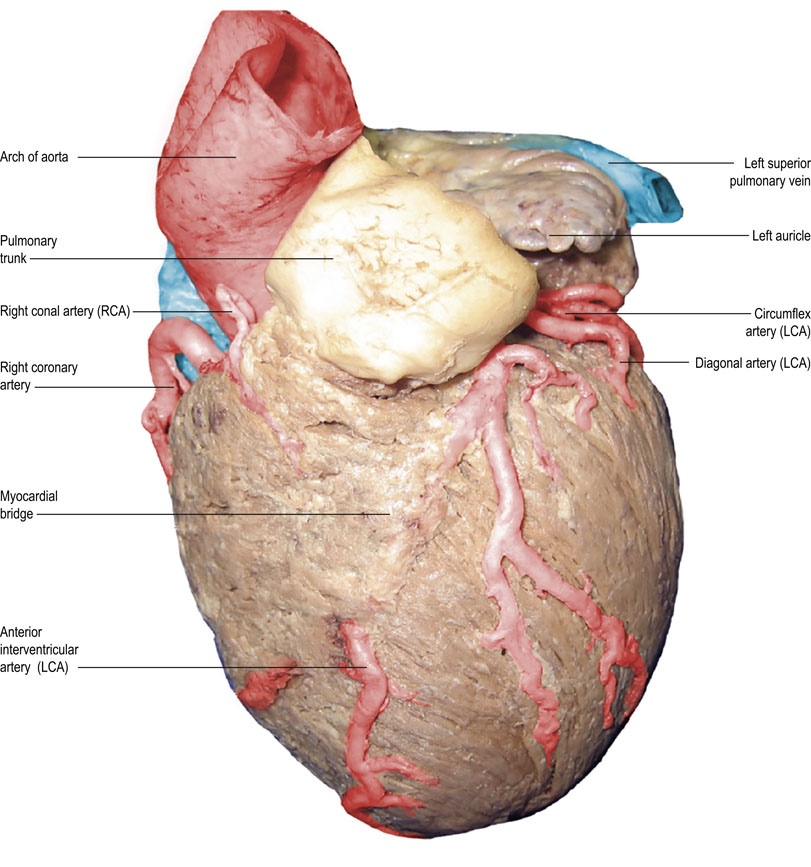 Arch of aorta
Pulmonary
trunk
Right conal artery (RCA)
Right coronary
artery
Myocardial
bridge
Anterior
interventricular
artery (LCA)
Left superior
pulmonary vein
Left auricle
Circumflex
artery (LCA)
Diagonal artery (LCA)